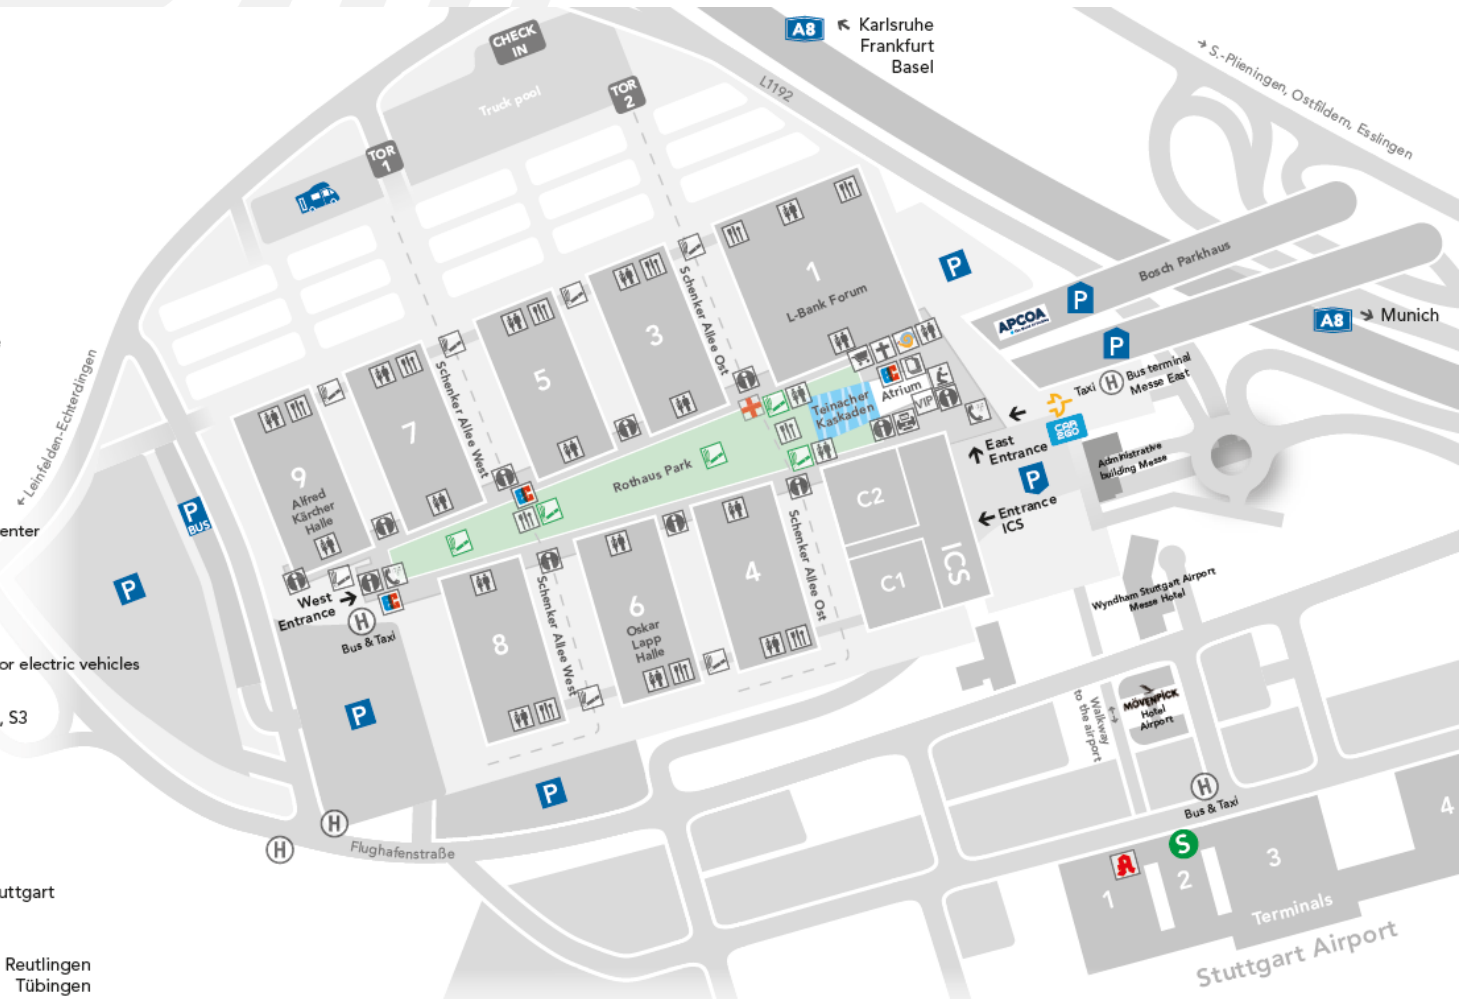 CHECK
IN
A8
Karlsruhe
Frankfurt
Basel
S.-Plieningen, Ostfildern, Esslingen
Truck pool
TOR
2
L1192
TOR
1
Bosch Parkhaus
1
L-Bank Forum
P
P
APCOA
A8
Munich
P
3
Schenker Allee Ost
5
Schenker Allee West
7
Leinfelden-Echterdingen
Atrium
VIP
Taxi
H
Bus terminal
Messe East
Teinacher
Kaskaden
CAR
2GO
East
Entrance
Administrative
building Messe
Rothaus Park
9
Alfred
Kärcher
Halle
P
Entrance
ICS
C2
P
BUS
enter
ICS
C1
4
Schenker Allee Ost
P
West
Entrance
H
Bus & Taxi
8
Schenker Allee West
6
Oskar
Lapp
Halle
Wyndham Stuttgart Airport
Messe Hotel
or electric vehicles
, S3
P
Walkway
to the airport
MÖVENPICK
Hotel
Airport
P
H
Bus & Taxi
H
H
Flughafenstraße
S
1
2
3
4
Terminals
Stuttgart Airport
uttgart
Reutlingen
Tübingen